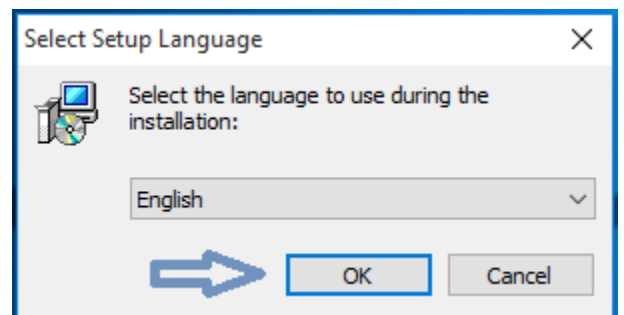 Select Setup Language
Select the language to use during the
installation:
English
OK
Cancel